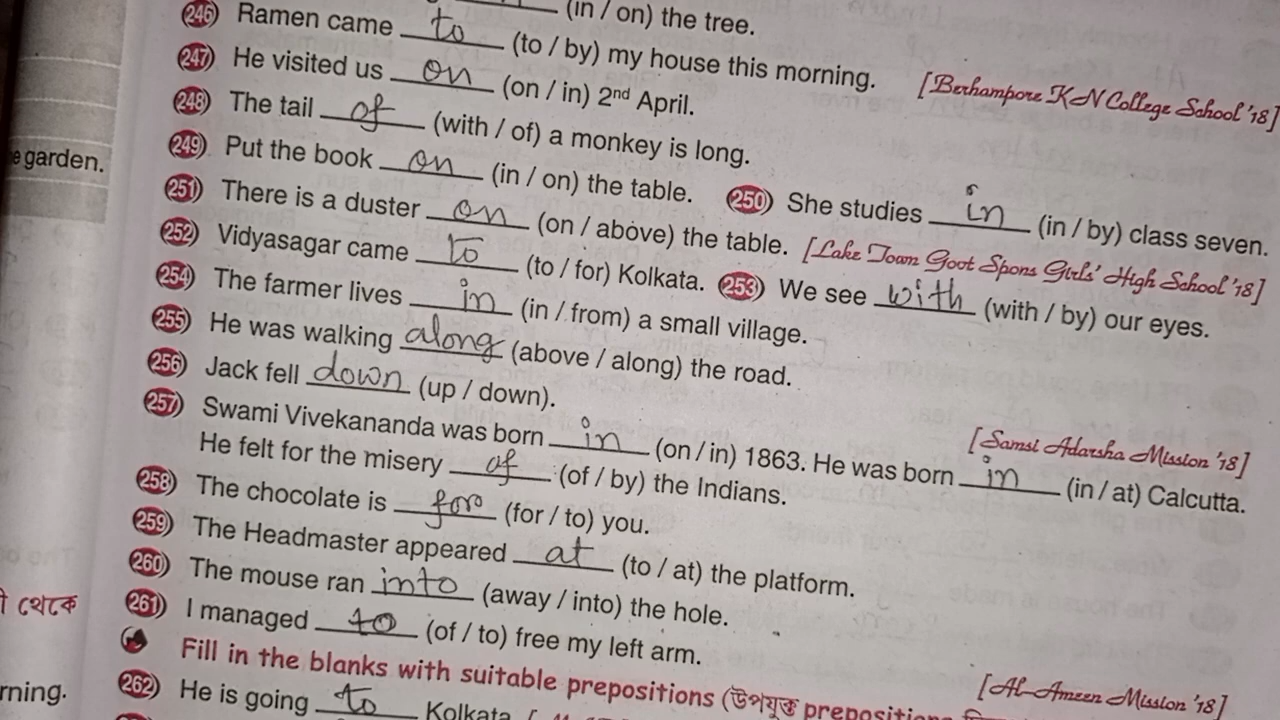 (in / on) the tree.
246 Ramen came to (to / by) my house this morning.
[Berhampore K N College School '18]
247 He visited us on (on / in) 2nd April.
248 The tail of (with / of) a monkey is long.
249 Put the book on (in / on) the table. 250 She studies in (in / by) class seven.
251 There is a duster on (on / above) the table. [Lake Town Goot Spons Girls' High School '18]
252 Vidyasagar came to (to / for) Kolkata. 253 We see with (with / by) our eyes.
254 The farmer lives in (in / from) a small village.
255 He was walking along (above / along) the road.
256 Jack fell down (up / down).
[Samsi Adarsha Mission '18]
257 Swami Vivekananda was born in (on / in) 1863. He was born in (in / at) Calcutta.
He felt for the misery of (of / by) the Indians.
258 The chocolate is for (for / to) you.
259 The Headmaster appeared at (to / at) the platform.
260 The mouse ran into (away / into) the hole.
261 I managed to (of / to) free my left arm.
[Al-Ameen Mission '18]
Fill in the blanks with suitable prepositions (উপযুক্ত
262 He is going to Kolkata.
garden.
থেকে
rning.